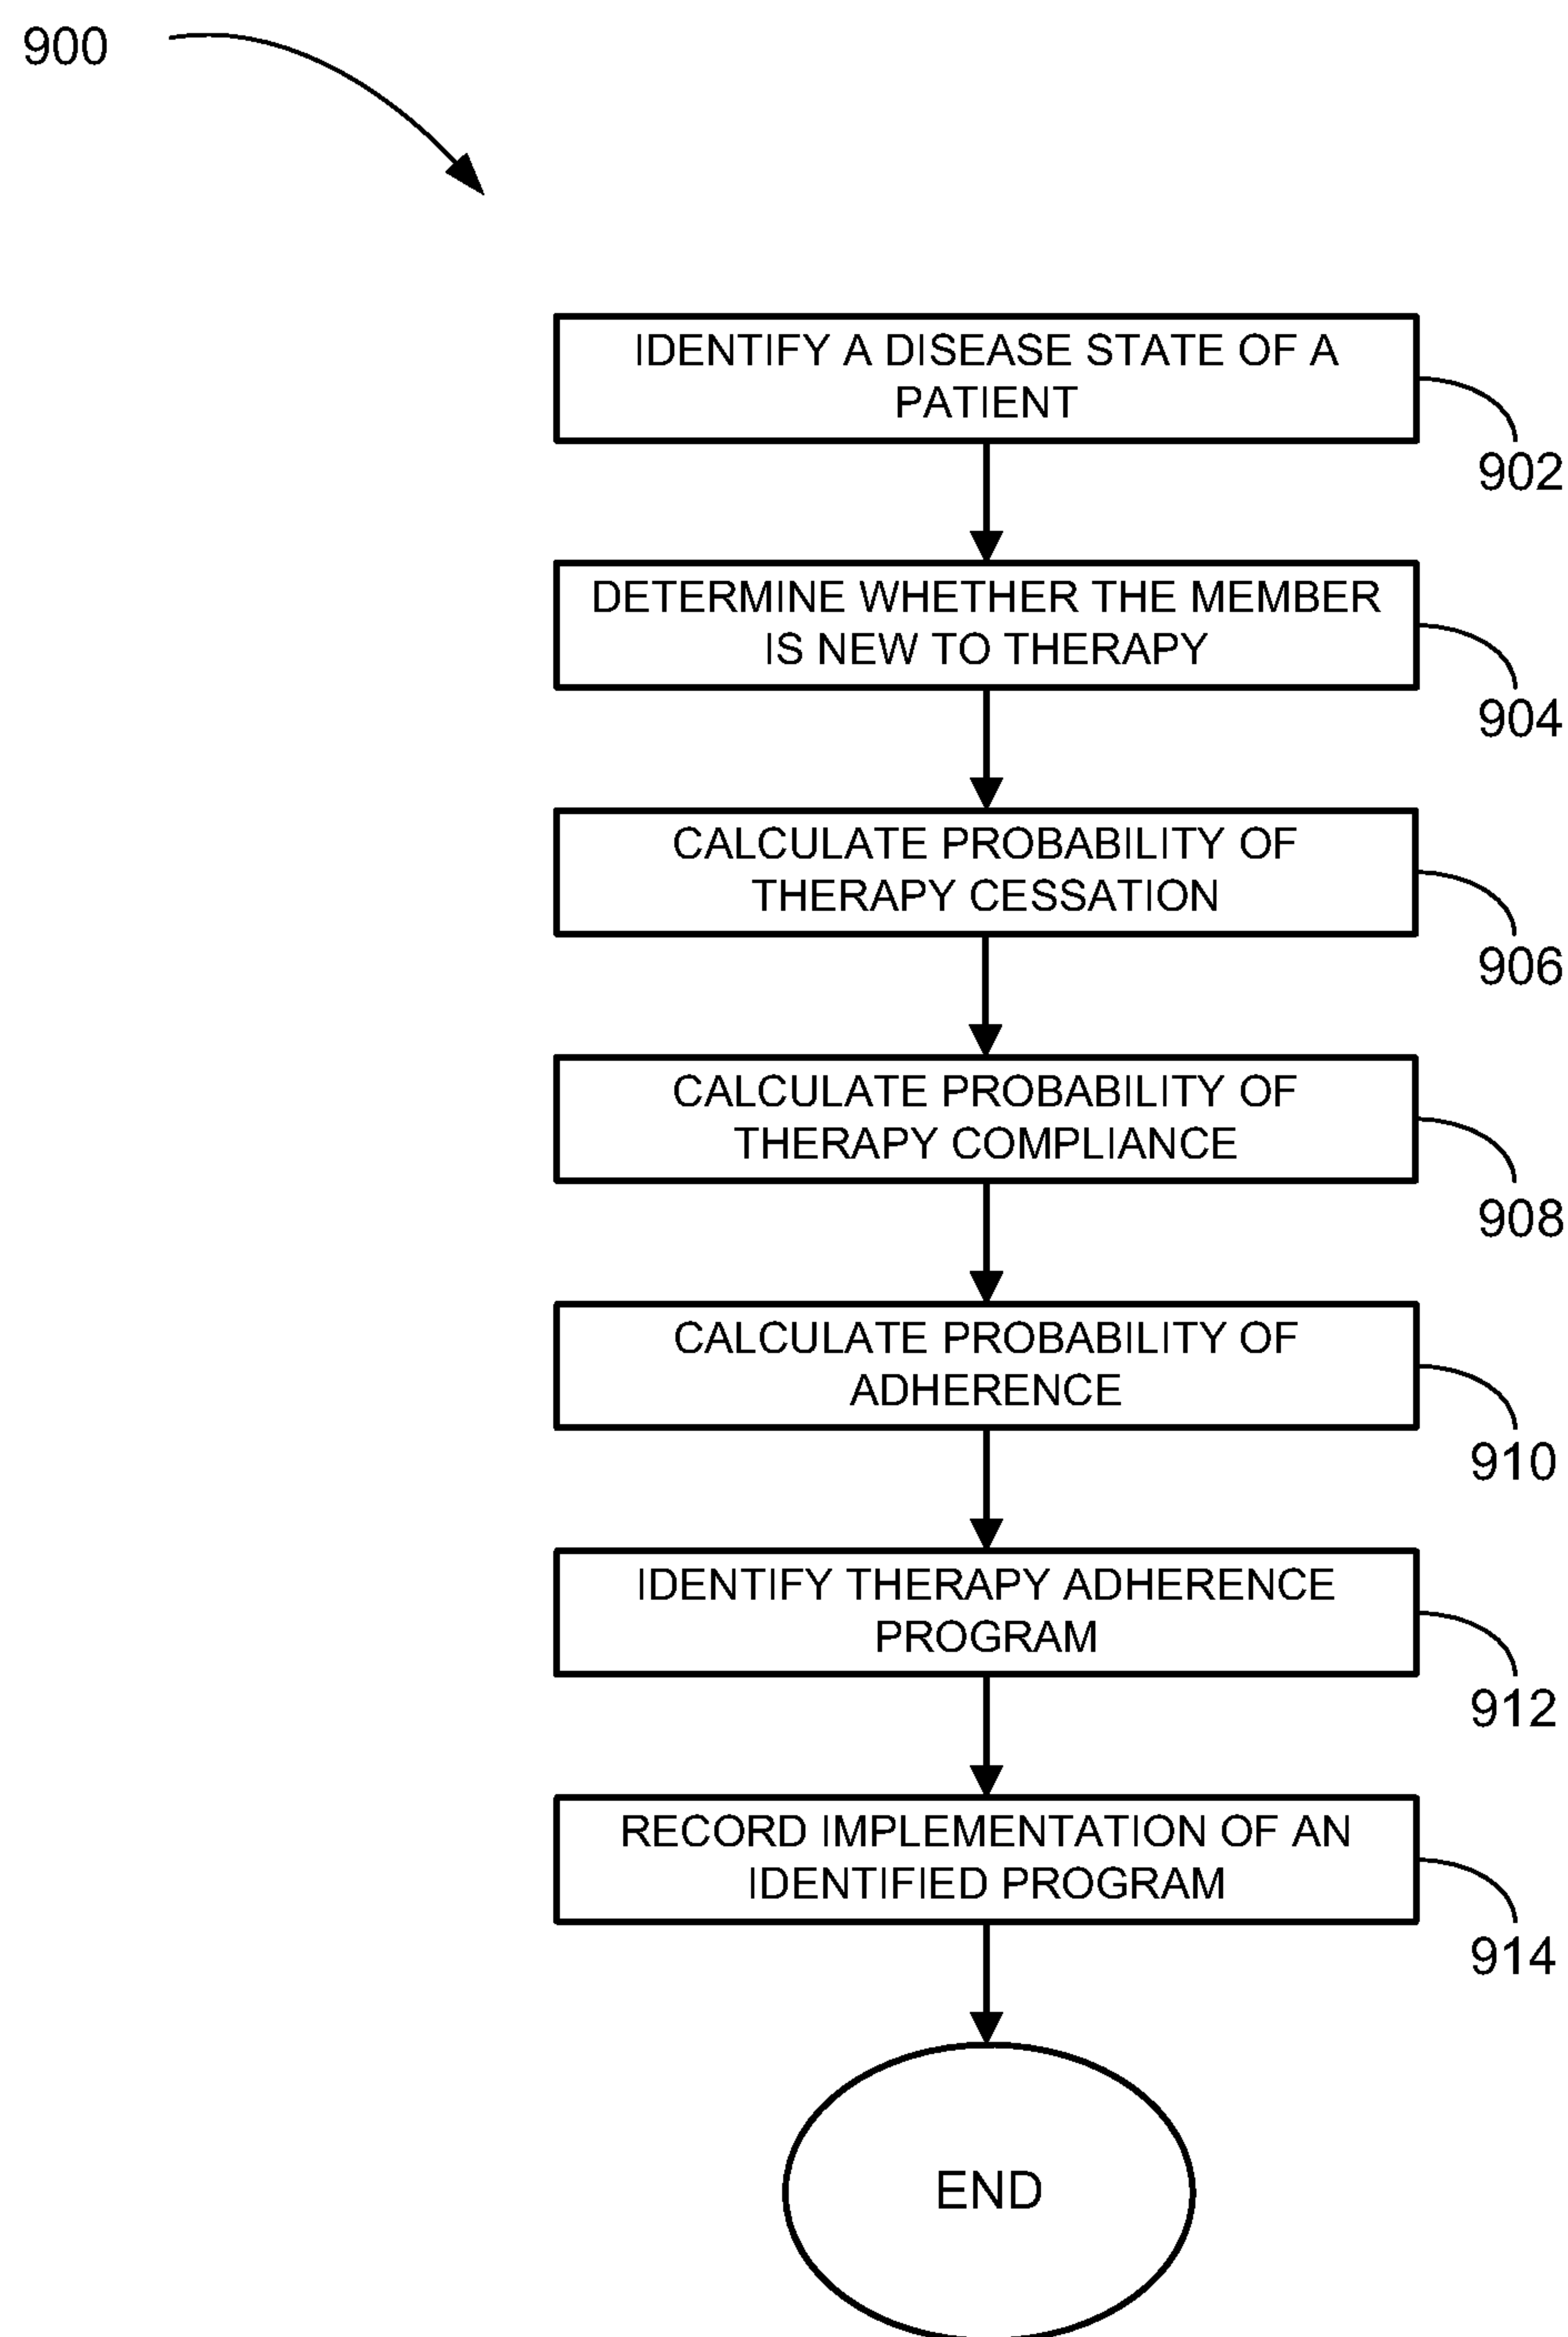 900
IDENTIFY A DISEASE STATE OF A
PATIENT
902
DETERMINE WHETHER THE MEMBER
IS NEW TO THERAPY
904
CALCULATE PROBABILITY OF
THERAPY CESSATION
906
CALCULATE PROBABILITY OF
THERAPY COMPLIANCE
908
CALCULATE PROBABILITY OF
ADHERENCE
910
IDENTIFY THERAPY ADHERENCE
PROGRAM
912
RECORD IMPLEMENTATION OF AN
IDENTIFIED PROGRAM
914
END